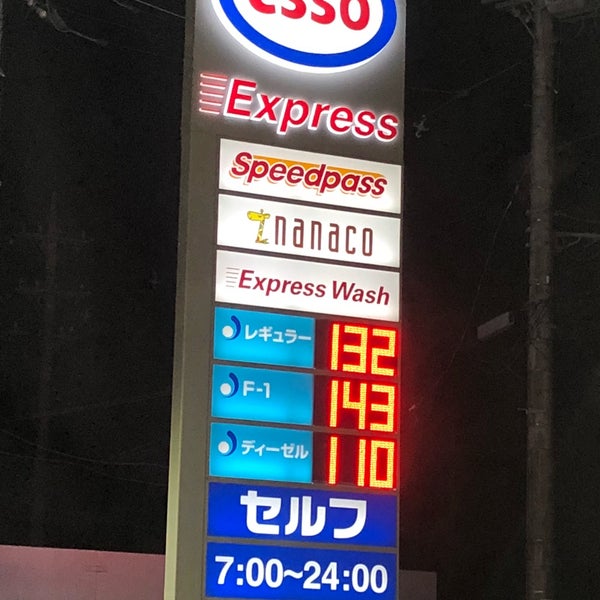 esso
Express
Speedpass
nanaco
Express Wash
レギュラー 132
F-1 143
ディーゼル 110
セルフ
7:00~24:00